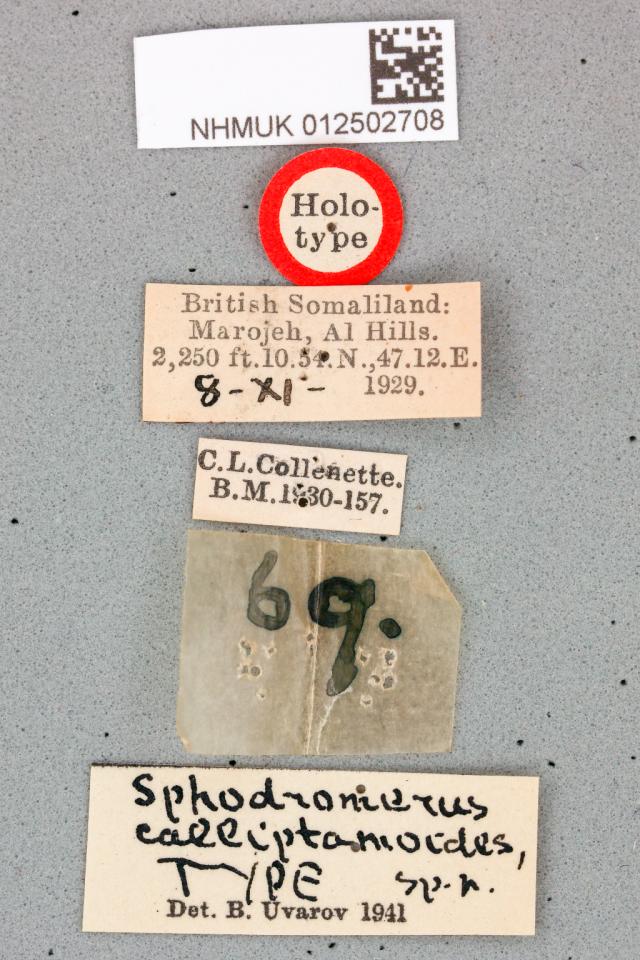 NHMUK 012502708
Holo-
type
British Somaliland:
Marojeh, Al Hills.
2,250 ft.10.54.N.,47.12.E.
8-XI- 1929.
C.L.Collenette.
B.M.1930-157.
69.
Sphodromerus
calliptamoides,
TYPE sp.n.
Det. B. Uvarov 1941